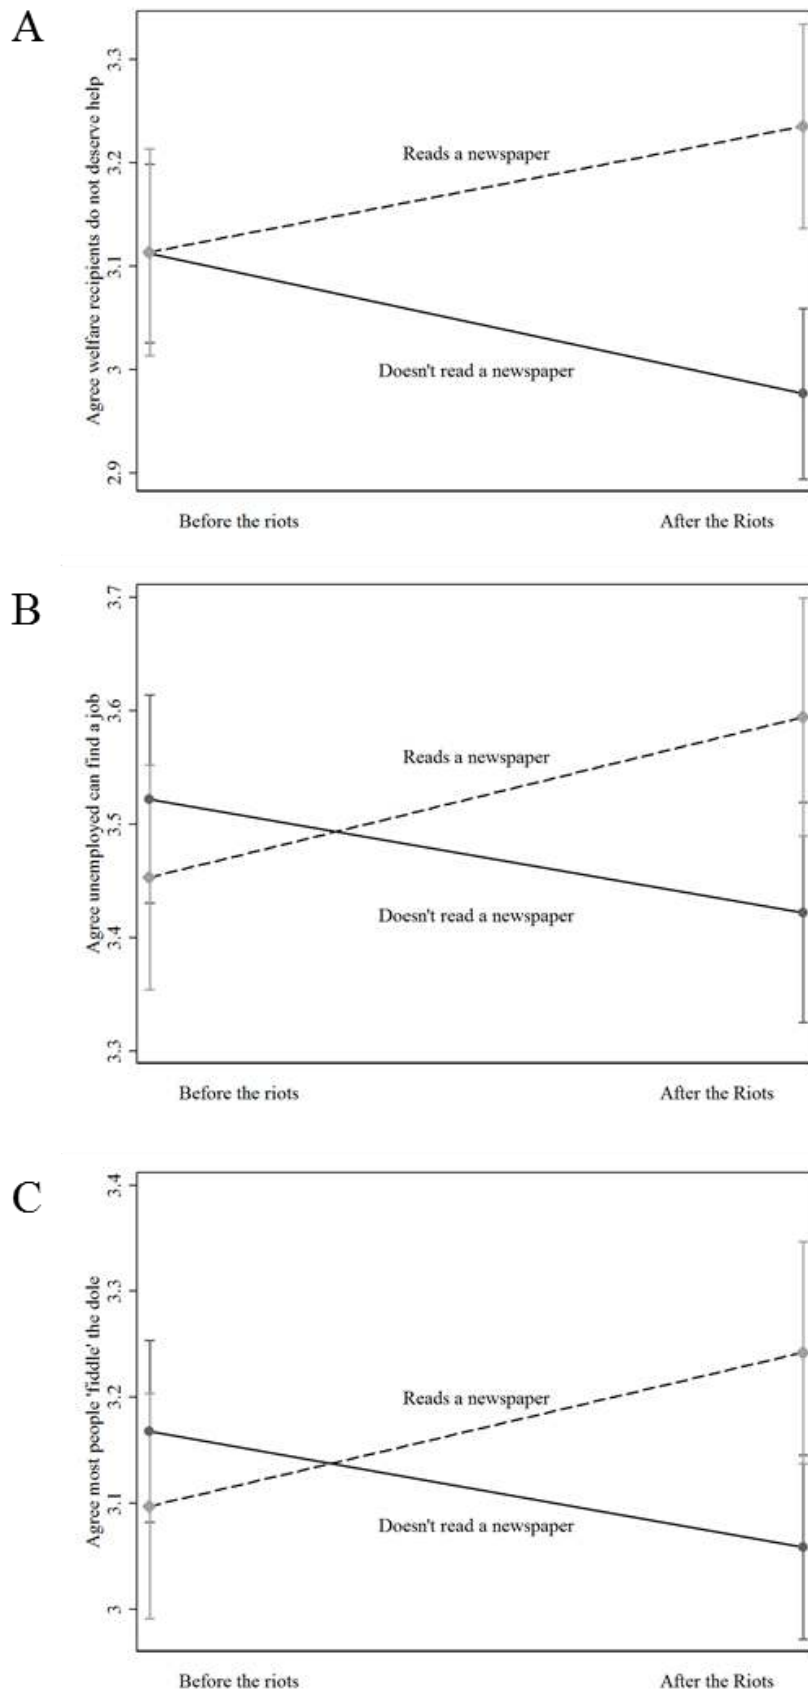 A
Agree welfare recipients do not deserve help
3.3
3.2
3.1
3
2.9
Reads a newspaper
Doesn't read a newspaper
Before the riots
After the Riots
B
Agree unemployed can find a job
3.7
3.6
3.5
3.4
3.3
Reads a newspaper
Doesn't read a newspaper
Before the riots
After the Riots
C
Agree most people 'fiddle' the dole
3.4
3.3
3.2
3.1
3
Reads a newspaper
Doesn't read a newspaper
Before the riots
After the Riots